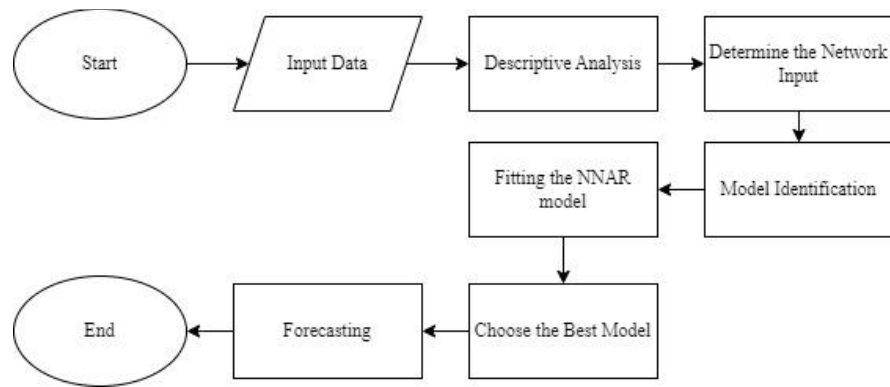 Start
Input Data
Descriptive Analysis
Determine the Network
Input
Model Identification
Fitting the NNAR
model
Choose the Best Model
Forecasting
End